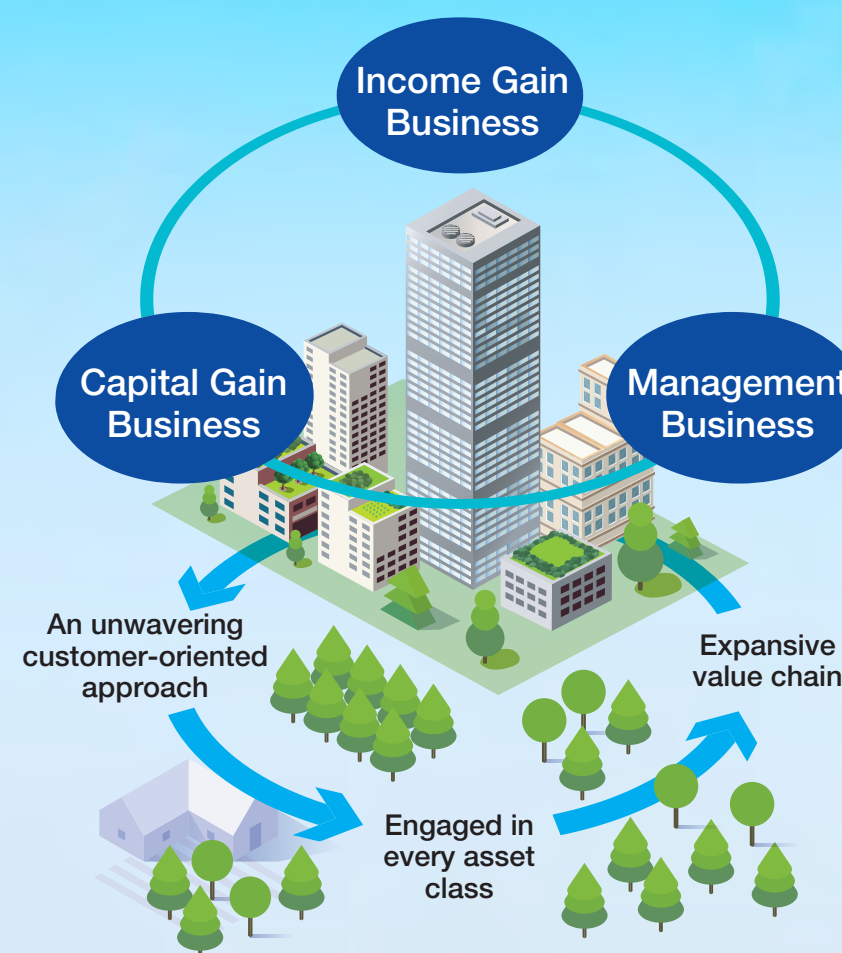 Income Gain
Business
Capital Gain
Business
Management
Business
An unwavering
customer-oriented
approach
Expansive
value chain
Engaged in
every asset
class